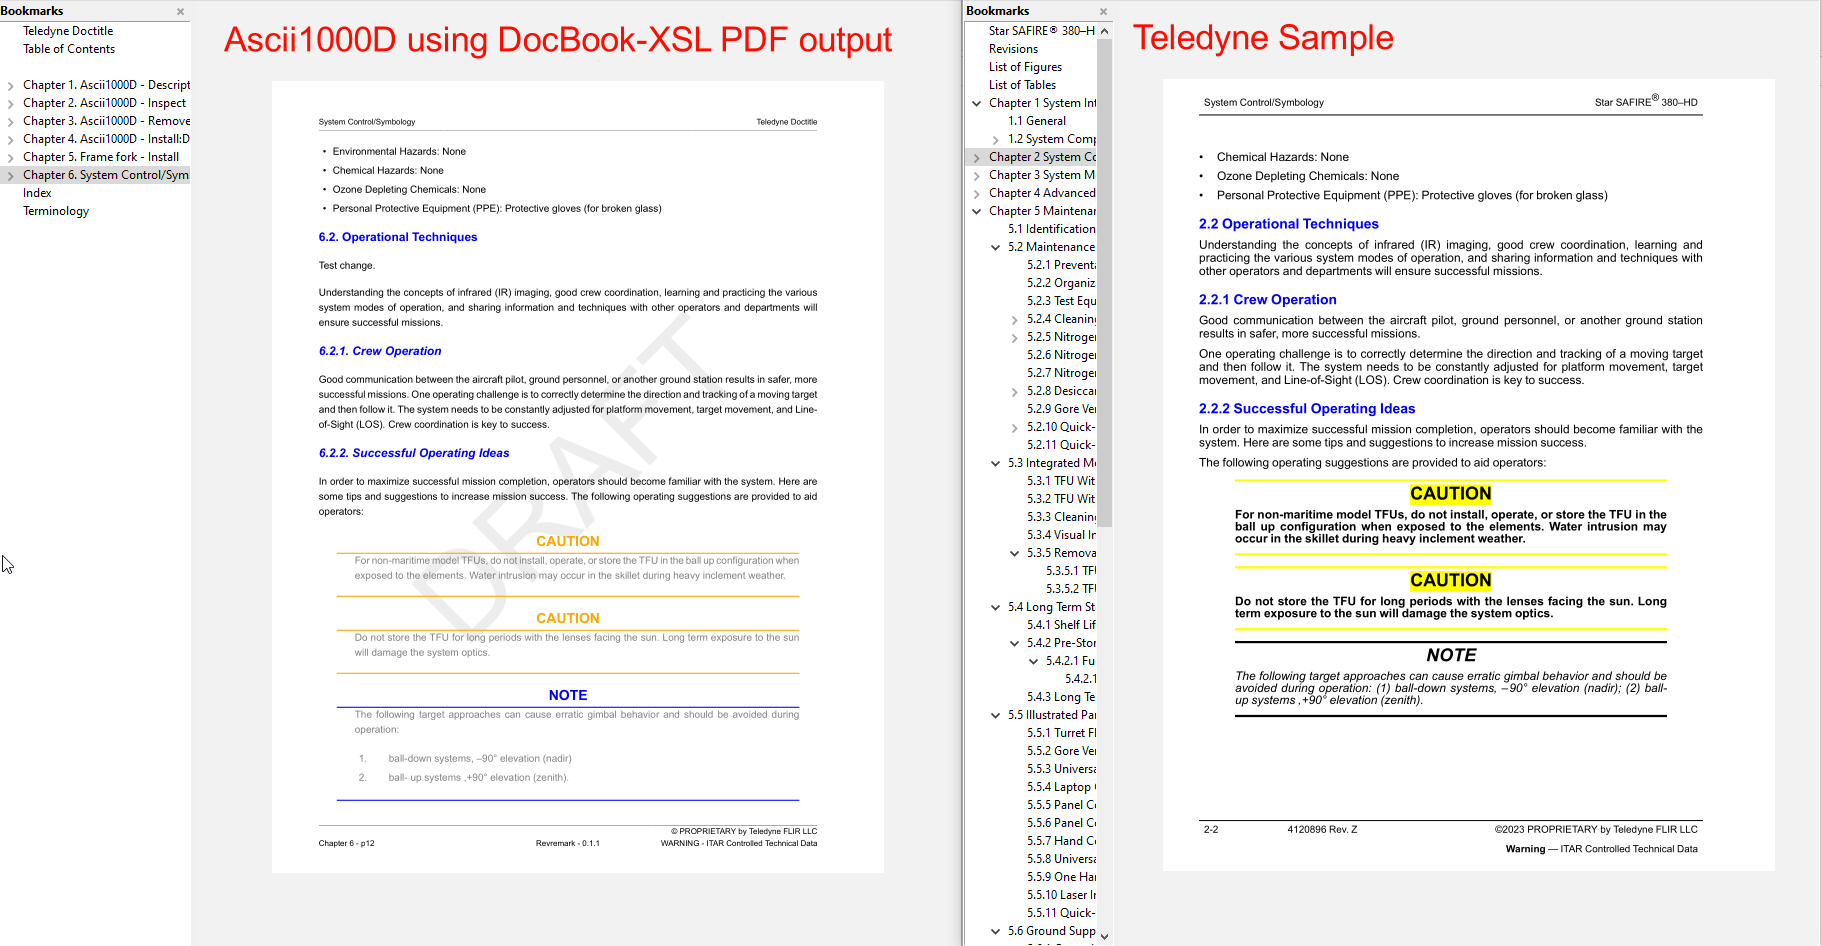 Bookmarks
Teledyne Doctitle
Table of Contents
Chapter 1. Ascii1000D - Descript
Chapter 2. Ascii1000D - Inspect
Chapter 3. Ascii1000D - Remove
Chapter 4. Ascii1000D - Install:D
Chapter 5. Frame fork - Install
Chapter 6. System Control/Sym
Index
Terminology
Ascii1000D using DocBook-XSL PDF output
System Control/Symbology
Teledyne Doctitle
• Environmental Hazards: None
• Chemical Hazards: None
• Ozone Depleting Chemicals: None
• Personal Protective Equipment (PPE): Protective gloves (for broken glass)
6.2. Operational Techniques
Test change.
Understanding the concepts of infrared (IR) imaging, good crew coordination, learning and practicing the various
system modes of operation, and sharing information and techniques with other operators and departments will
ensure successful missions.
6.2.1. Crew Operation
Good communication between the aircraft pilot, ground personnel, or another ground station results in safer, more
successful missions. One operating challenge is to correctly determine the direction and tracking of a moving target
and then follow it. The system needs to be constantly adjusted for platform movement, target movement, and Line-
of-Sight (LOS). Crew coordination is key to success.
6.2.2. Successful Operating Ideas
In order to maximize successful mission completion, operators should become familiar with the system. Here are
some tips and suggestions to increase mission success. The following operating suggestions are provided to aid
operators:
DRAFT
CAUTION
For non-maritime model TFUs, do not install, operate, or store the TFU in the ball up configuration when
exposed to the elements. Water intrusion may occur in the skillet during heavy inclement weather.
CAUTION
Do not store the TFU for long periods with the lenses facing the sun. Long term exposure to the sun
will damage the system optics.
NOTE
The following target approaches can cause erratic gimbal behavior and should be avoided during
operation:
1. ball-down systems, –90° elevation (nadir)
2. ball- up systems ,+90° elevation (zenith).
© PROPRIETARY by Teledyne FLIR LLC
Chapter 6 - p12
Revremark - 0.1.1
WARNING - ITAR Controlled Technical Data
Bookmarks
Star SAFIRE® 380–H
Revisions
List of Figures
List of Tables
Chapter 1 System Int
1.1 General
1.2 System Comp
Chapter 2 System Co
Chapter 3 System M
Chapter 4 Advanced
Chapter 5 Maintenan
5.1 Identification
5.2 Maintenance
5.2.1 Preventa
5.2.2 Organiz
5.2.3 Test Equ
5.2.4 Cleaning
5.2.5 Nitroger
5.2.6 Nitroger
5.2.7 Nitroger
5.2.8 Desicca
5.2.9 Gore Ve
5.2.10 Quick-
5.2.11 Quick-
5.3 Integrated M
5.3.1 TFU Wit
5.3.2 TFU Wit
5.3.3 Cleaning
5.3.4 Visual In
5.3.5 Remova
5.3.5.1 TFU
5.3.5.2 TFU
5.4 Long Term St
5.4.1 Shelf Lif
5.4.2 Pre-Stor
5.4.2.1 Fu
5.4.2.1
5.4.3 Long Te
5.5 Illustrated Par
5.5.1 Turret Fl
5.5.2 Gore Ve
5.5.3 Universa
5.5.4 Laptop
5.5.5 Panel Co
5.5.6 Panel Co
5.5.7 Hand Co
5.5.8 Universa
5.5.9 One Har
5.5.10 Laser In
5.5.11 Quick-
5.6 Ground Supp
Teledyne Sample
System Control/Symbology
Star SAFIRE® 380–HD
• Chemical Hazards: None
• Ozone Depleting Chemicals: None
• Personal Protective Equipment (PPE): Protective gloves (for broken glass)
2.2 Operational Techniques
Understanding the concepts of infrared (IR) imaging, good crew coordination, learning and
practicing the various system modes of operation, and sharing information and techniques with
other operators and departments will ensure successful missions.
2.2.1 Crew Operation
Good communication between the aircraft pilot, ground personnel, or another ground station
results in safer, more successful missions.
One operating challenge is to correctly determine the direction and tracking of a moving target
and then follow it. The system needs to be constantly adjusted for platform movement, target
movement, and Line-of-Sight (LOS). Crew coordination is key to success.
2.2.2 Successful Operating Ideas
In order to maximize successful mission completion, operators should become familiar with the
system. Here are some tips and suggestions to increase mission success.
The following operating suggestions are provided to aid operators:
CAUTION
For non-maritime model TFUs, do not install, operate, or store the TFU in the
ball up configuration when exposed to the elements. Water intrusion may
occur in the skillet during heavy inclement weather.
CAUTION
Do not store the TFU for long periods with the lenses facing the sun. Long
term exposure to the sun will damage the system optics.
NOTE
The following target approaches can cause erratic gimbal behavior and should be
avoided during operation: (1) ball-down systems, –90° elevation (nadir); (2) ball-
up systems ,+90° elevation (zenith).
2-2
4120896 Rev. Z
©2023 PROPRIETARY by Teledyne FLIR LLC
Warning — ITAR Controlled Technical Data